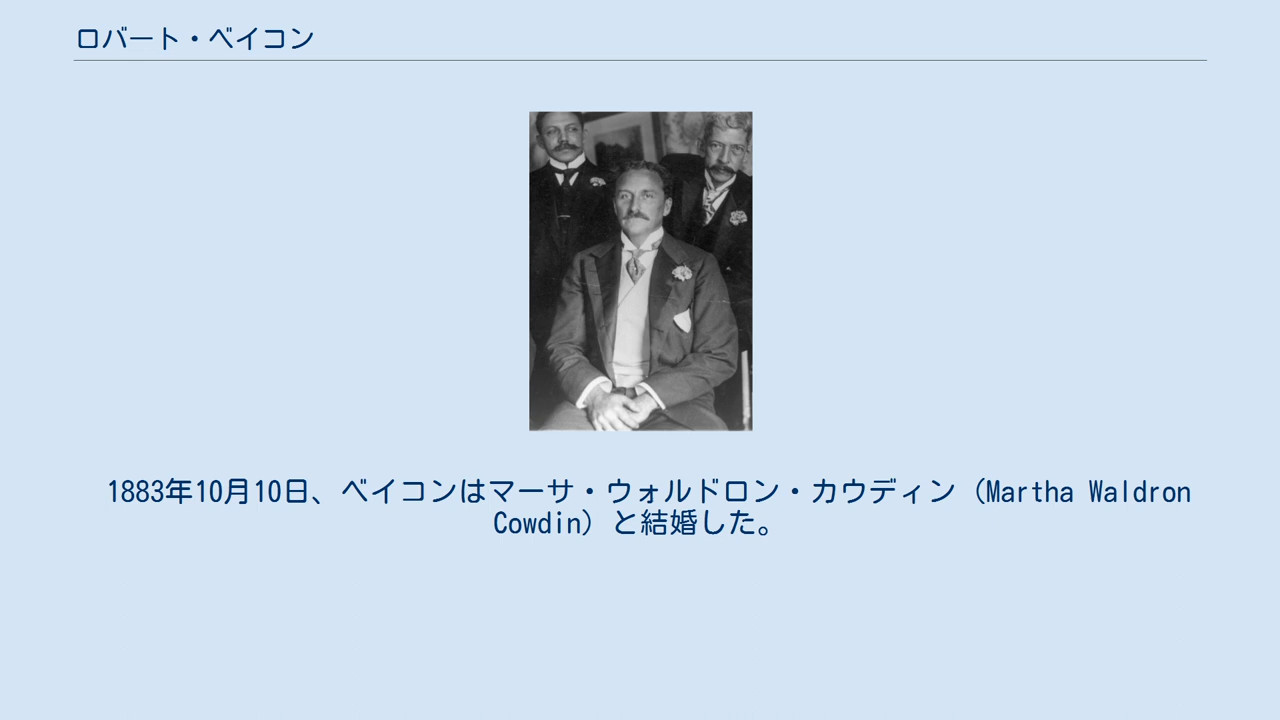 ロバート・ベイコン
1883年10月10日、ベイコンはマーサ・ウォルドロン・カウディン（Martha Waldron
Cowdin）と結婚した。